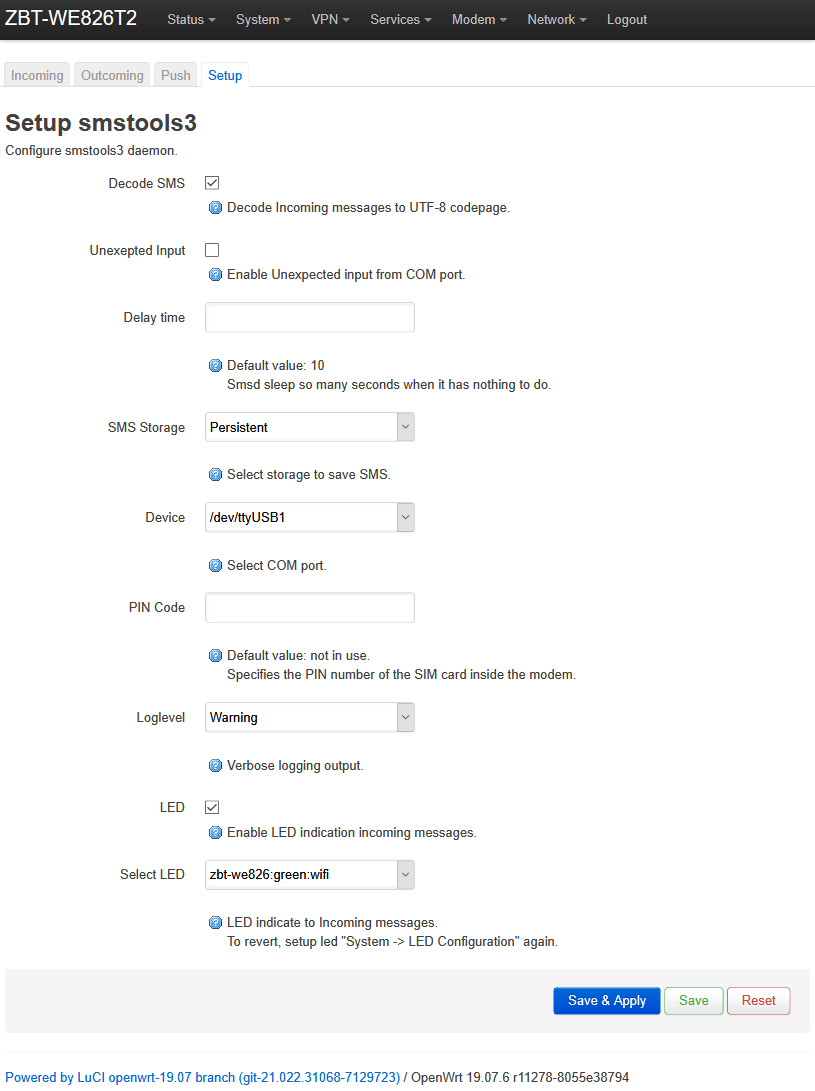 ZBT-WE826T2 Status System VPN Services Modem Network Logout
Incoming Outcoming Push Setup
Setup smstools3
Configure smstools3 daemon.
Decode SMS
Decode Incoming messages to UTF-8 codepage.
Unexepted Input
Enable Unexpected input from COM port.
Delay time
Default value: 10
Smsd sleep so many seconds when it has nothing to do.
SMS Storage Persistent
Select storage to save SMS.
Device /dev/ttyUSB1
Select COM port.
PIN Code
Default value: not in use.
Specifies the PIN number of the SIM card inside the modem.
Loglevel Warning
Verbose logging output.
LED
Enable LED indication incoming messages.
Select LED zbt-we826:green:wifi
LED indicate to Incoming messages.
To revert, setup led "System -> LED Configuration" again.
Save & Apply Save Reset
Powered by LuCI openwrt-19.07 branch (git-21.022.31068-7129723) / OpenWrt 19.07.6 r11278-8055e38794